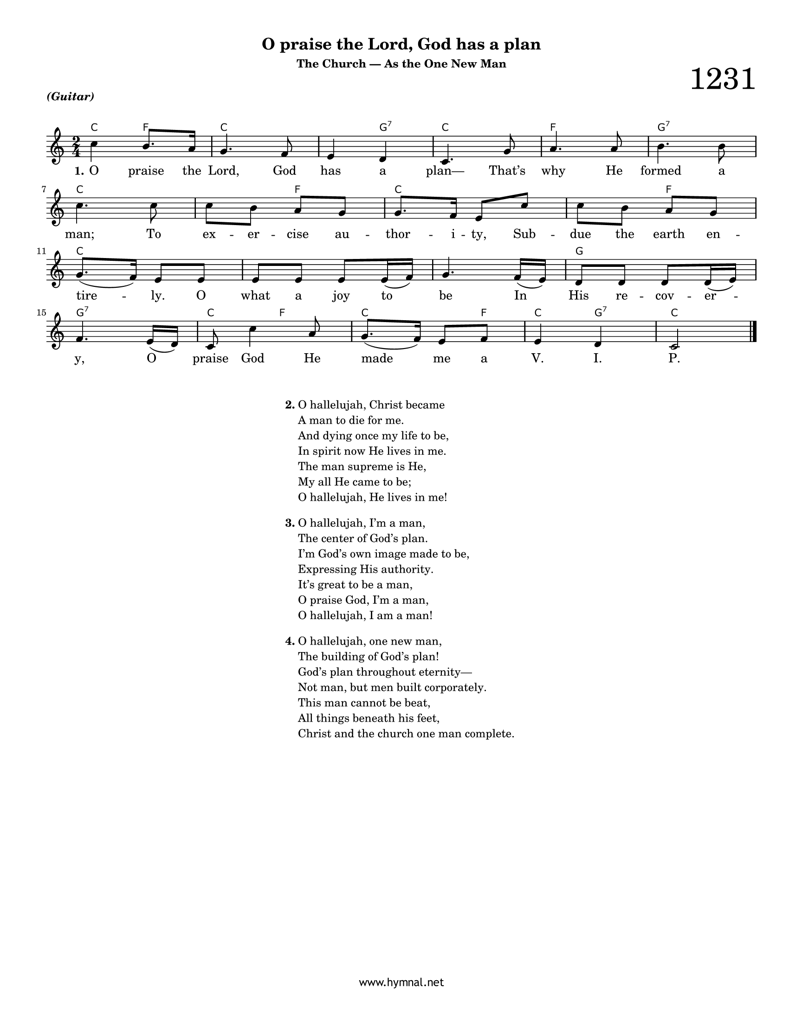 O praise the Lord, God has a plan
The Church — As the One New Man
1231
(Guitar)
C F C G7 C F G7
1. O praise the Lord, God has a plan— That's why He formed a
7
C F C F
man; To ex - er - cise au - thor - i - ty, Sub - due the earth en -
11
C G
tire - ly. O what a joy to be In His re - cov - er -
15
G7 C F C F C G7 C
y, O praise God He made me a V. I. P.
2. O hallelujah, Christ became
A man to die for me.
And dying once my life to be,
In spirit now He lives in me.
The man supreme is He,
My all He came to be;
O hallelujah, He lives in me!
3. O hallelujah, I'm a man,
The center of God's plan.
I'm God's own image made to be,
Expressing His authority.
It's great to be a man,
O praise God, I'm a man,
O hallelujah, I am a man!
4. O hallelujah, one new man,
The building of God's plan!
God's plan throughout eternity—
Not man, but men built corporately.
This man cannot be beat,
All things beneath his feet,
Christ and the church one man complete.
www.hymnal.net